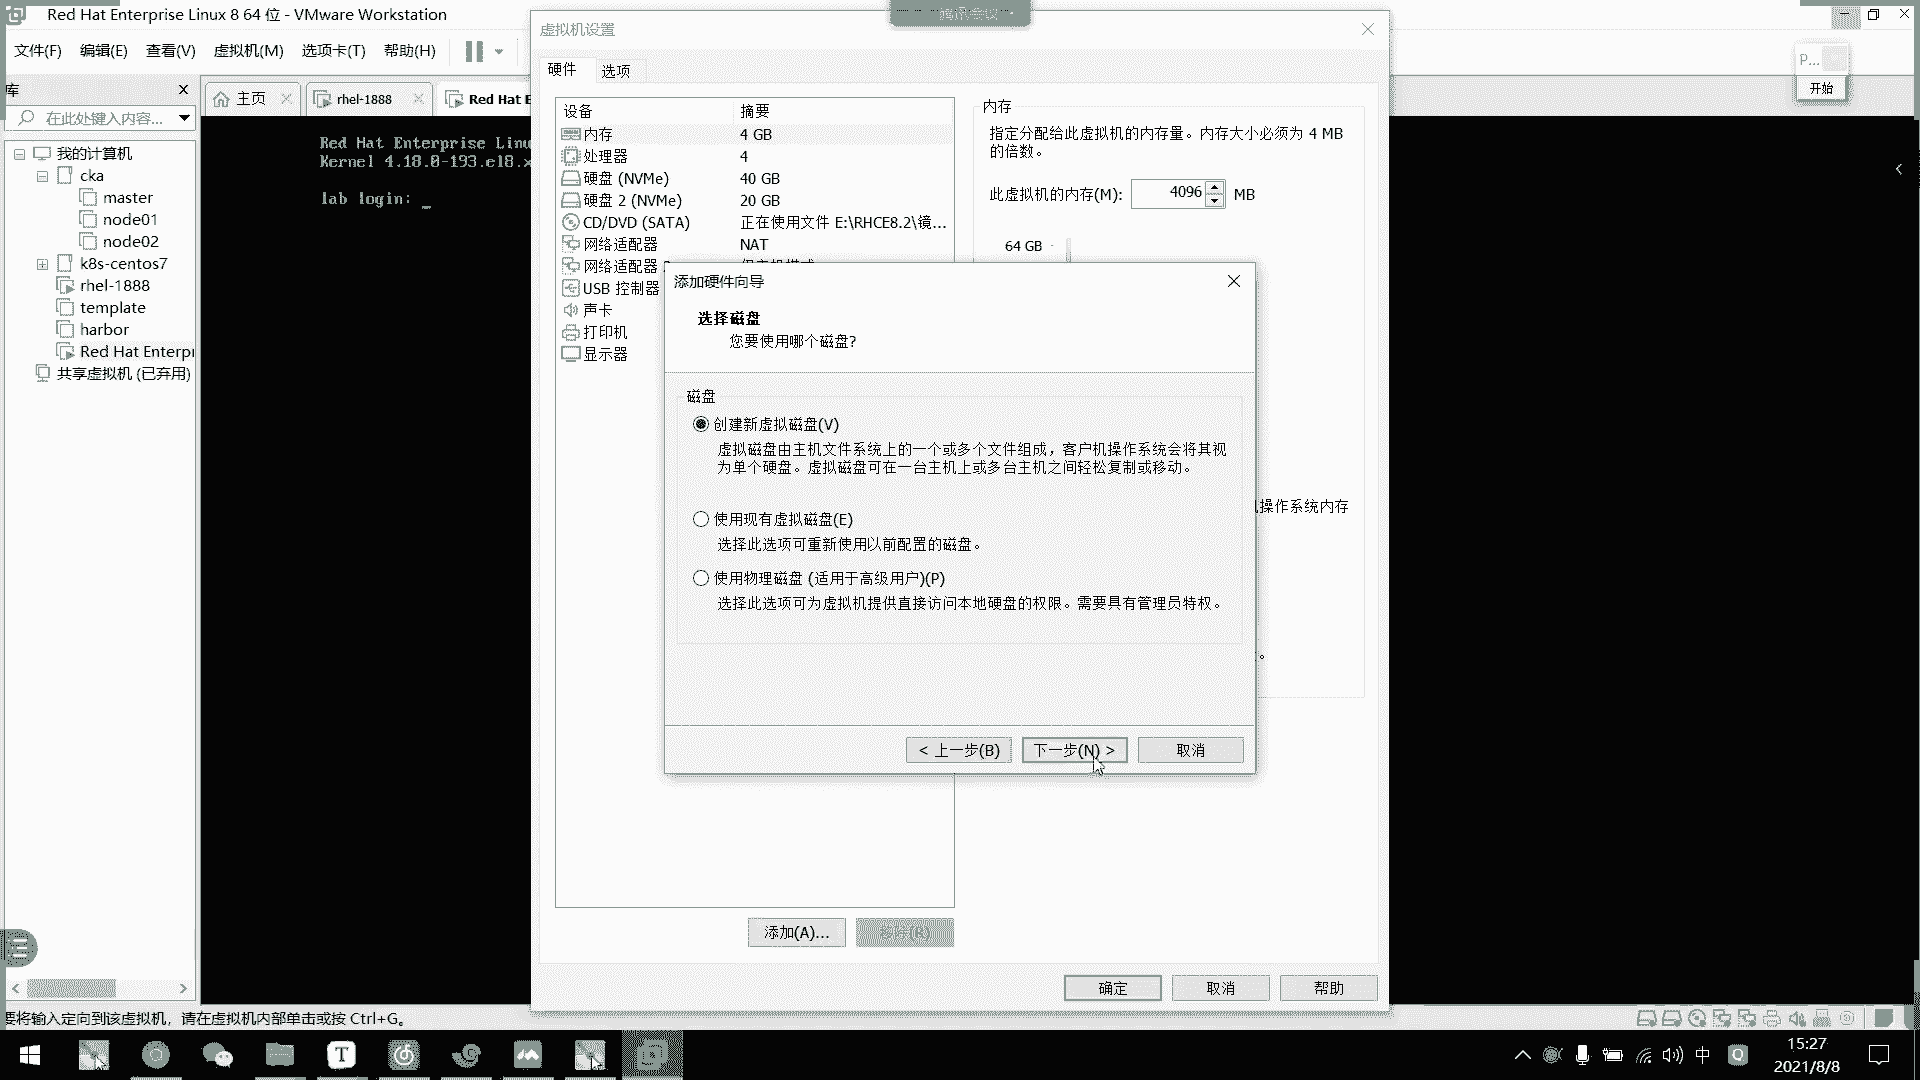 Red Hat Enterprise Linux 8 64 位 - VMware Workstation
文件(F) 编辑(E) 查看(V) 虚拟机(M) 选项卡(T) 帮助(H)
库
在此处键入内容...
我的计算机
cka
master
node01
node02
k8s-centos7
rhel-1888
template
harbor
Red Hat Enterpr
共享虚拟机 (已弃用)
主页
rhel-1888
Red Hat E
Red Hat Enterprise Linu
Kernel 4.18.0-193.el8.x
lab login: _
虚拟机设置
腾讯会议
硬件
选项
设备 摘要
内存 4 GB
处理器 4
硬盘 (NVMe) 40 GB
硬盘 2 (NVMe) 20 GB
CD/DVD (SATA) 正在使用文件 E:\RHCE8.2\镜...
网络适配器 NAT
网络适配器
USB 控制器
声卡
打印机
显示器
内存
指定分配给此虚拟机的内存量。内存大小必须为 4 MB
的倍数。
此虚拟机的内存(M): 4096 MB
64 GB
操作系统内存
添加硬件向导
选择磁盘
您要使用哪个磁盘?
磁盘
创建新虚拟磁盘(V)
虚拟磁盘由主机文件系统上的一个或多个文件组成，客户机操作系统会将其视
为单个硬盘。虚拟磁盘可在一台主机上或多台主机之间轻松复制或移动。
使用现有虚拟磁盘(E)
选择此选项可重新使用以前配置的磁盘。
使用物理磁盘 (适用于高级用户)(P)
选择此选项可为虚拟机提供直接访问本地硬盘的权限。需要具有管理员特权。
< 上一步(B)
下一步(N) >
取消
添加(A)...
移除(R)
确定
取消
帮助
P...
开始
要将输入定向到该虚拟机，请在虚拟机内部单击或按 Ctrl+G。
中
15:27
2021/8/8